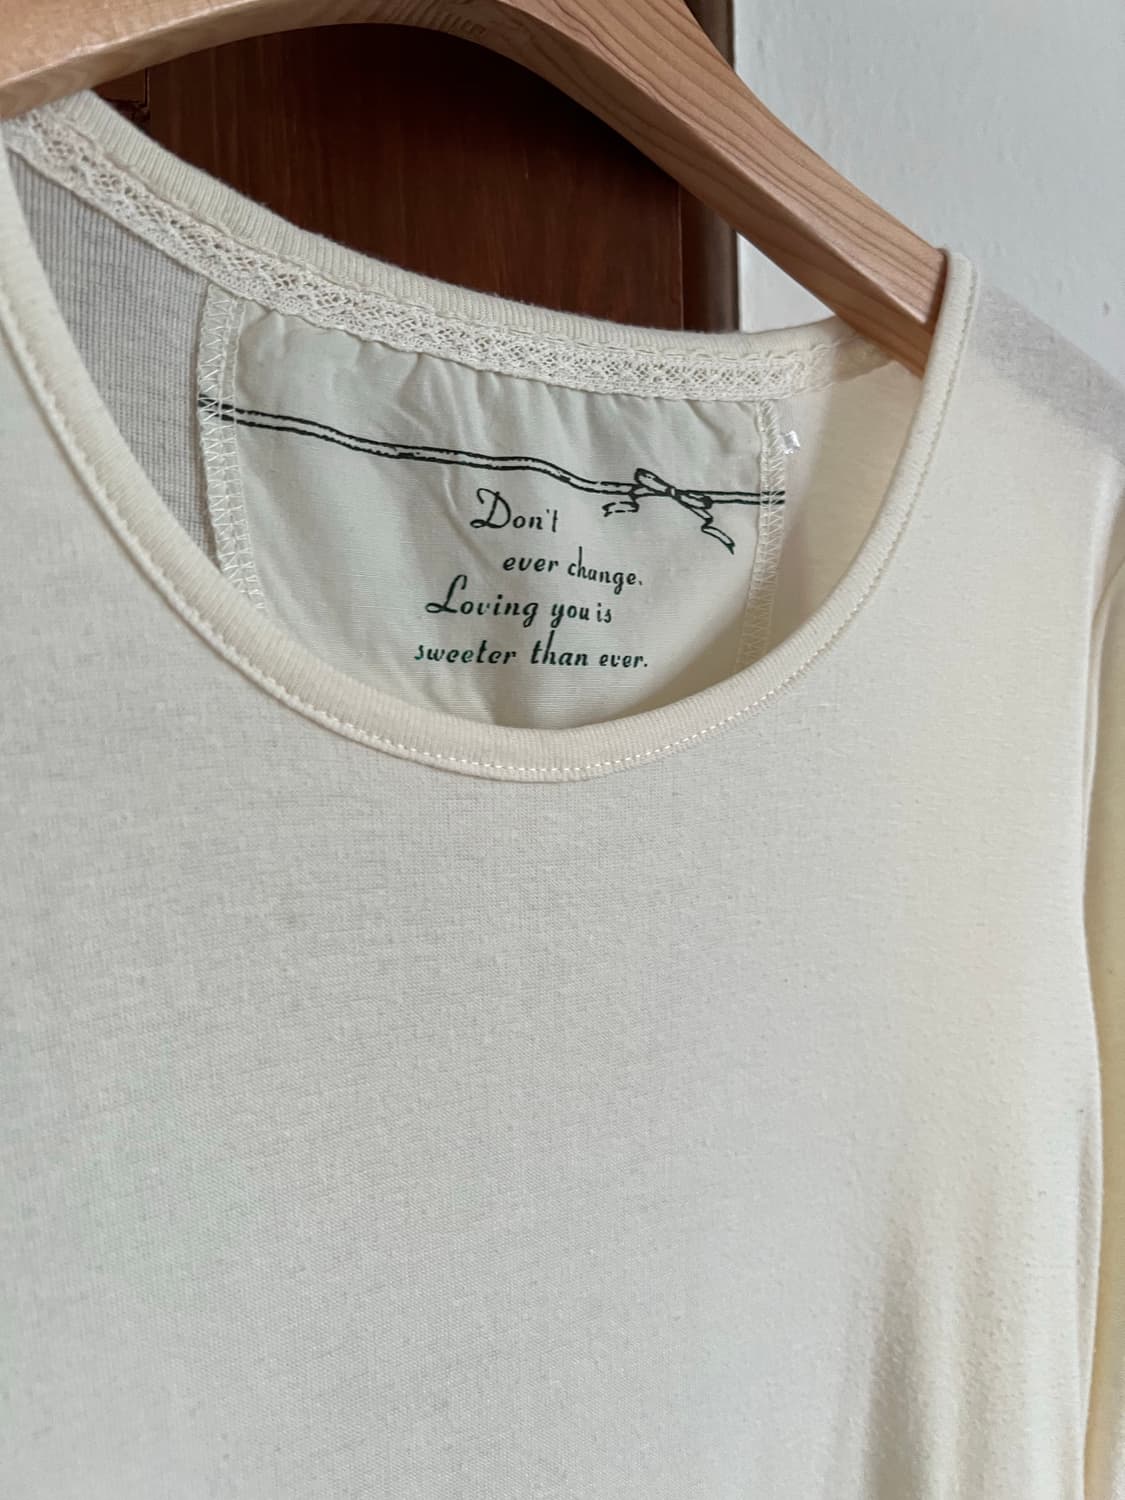 Don't
ever change.
Loving you is
sweeter than ever.